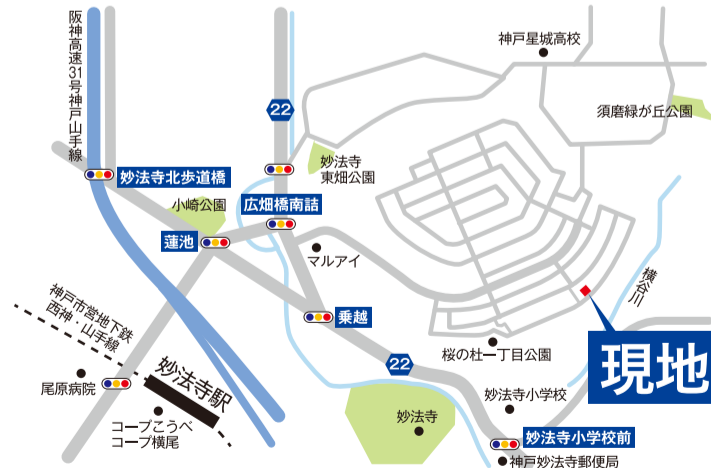 阪神高速31号神戸山手線
神戸星城高校
22
須磨緑が丘公園
妙法寺
東畑公園
妙法寺北歩道橋
小崎公園
広畑橋南詰
蓮池
マルアイ
横谷川
神戸市営地下鉄
西神・山手線
乗越
桜の杜一丁目公園
現地
22
妙法寺駅
尾原病院
妙法寺小学校
コープこうべ
コープ横尾
妙法寺
妙法寺小学校前
神戸妙法寺郵便局